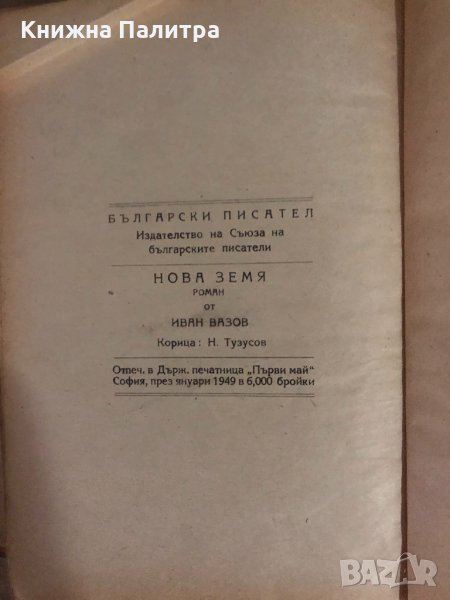 Книжна Палитра
БЪЛГАРСКИ ПИСАТЕЛ
Издателство на Съюза на
българските писатели
НОВА ЗЕМЯ
РОМАН
от
ИВАН ВАЗОВ
Корица: Н. Тузусов
Отпеч. в Държ. печатница „Първи май“
София, през януари 1949 в 6,000 бройки
BAZAR